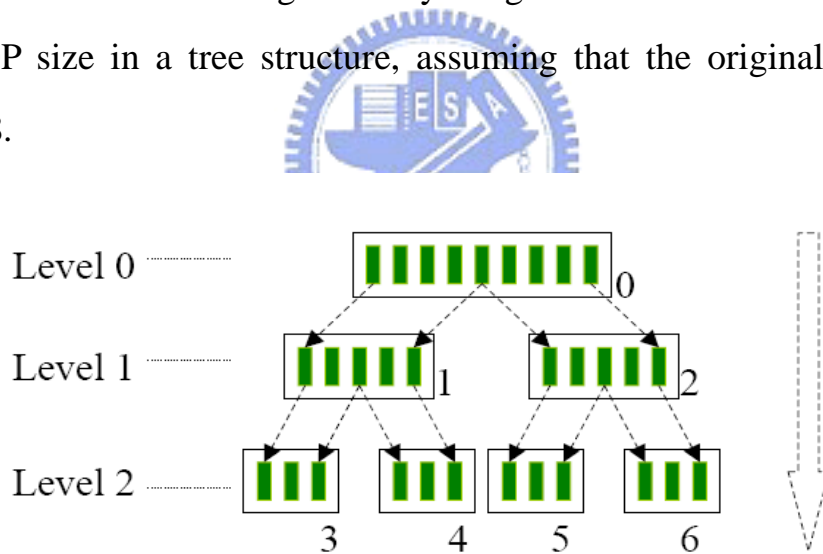 P size in a tree structure, assuming that the original
ESA
Level 0
0
Level 1
1
2
Level 2
3
4
5
6